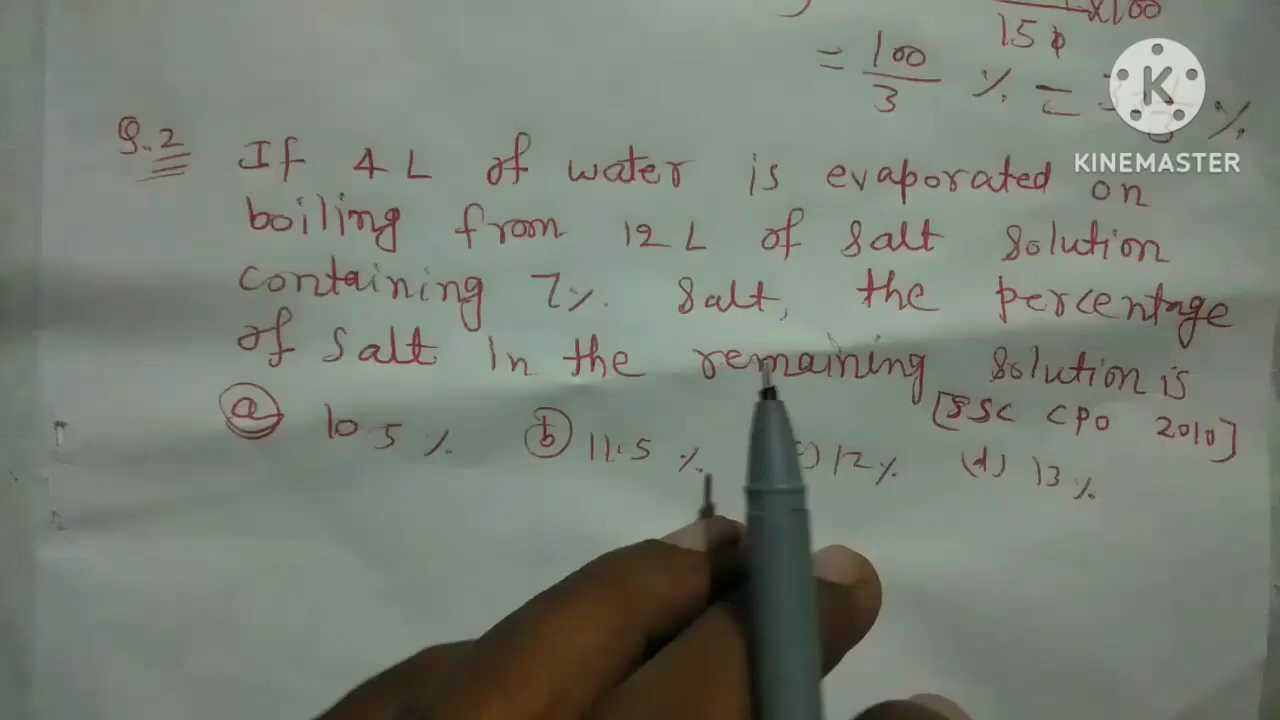 15 ×100
= 100/3 % = %
KINEMASTER
Q.2 If 4 L of water is evaporated on
boiling from 12 L of salt solution
containing 7% salt, the percentage
of salt in the remaining solution is
[SSC CPO 2010]
(a) 10 5 % (b) 11.5 % (c) 12% (d) 13%